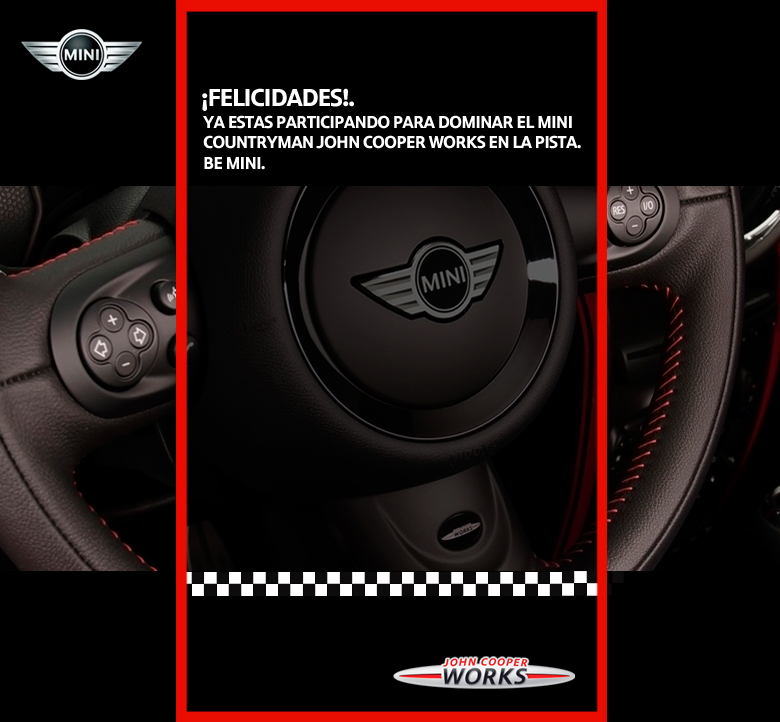 MINI
¡FELICIDADES!.
YA ESTAS PARTICIPANDO PARA DOMINAR EL MINI
COUNTRYMAN JOHN COOPER WORKS EN LA PISTA.
BE MINI.
+
RES I/O
-
MINI
+
-
WORKS
JOHN COOPER
WORKS